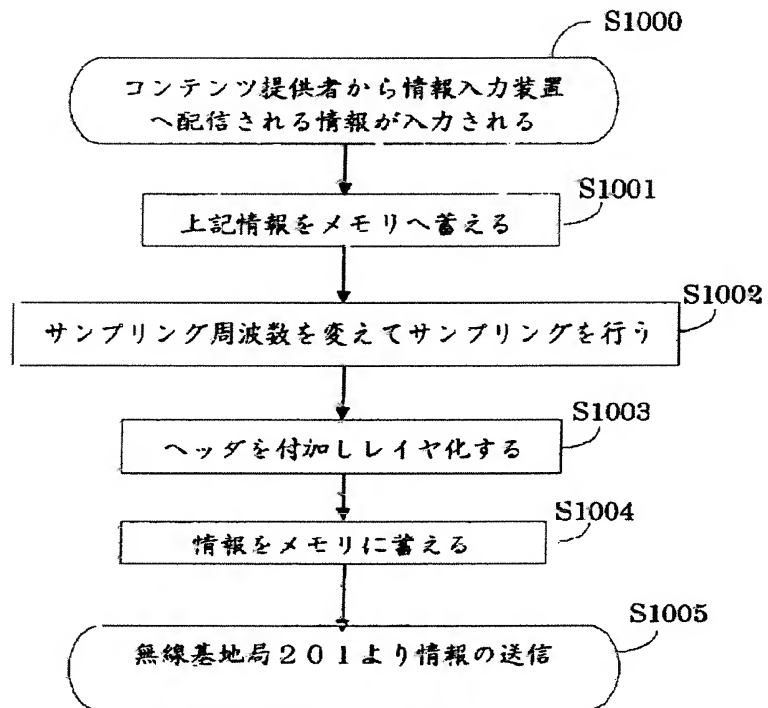 S1000
コンテンツ提供者から情報入力装置
へ配信される情報が入力される
S1001
上記情報をメモリへ蓄える
S1002
サンプリング周波数を変えてサンプリングを行う
S1003
ヘッダを付加しレイヤ化する
S1004
情報をメモリに蓄える
S1005
無線基地局201より情報の送信